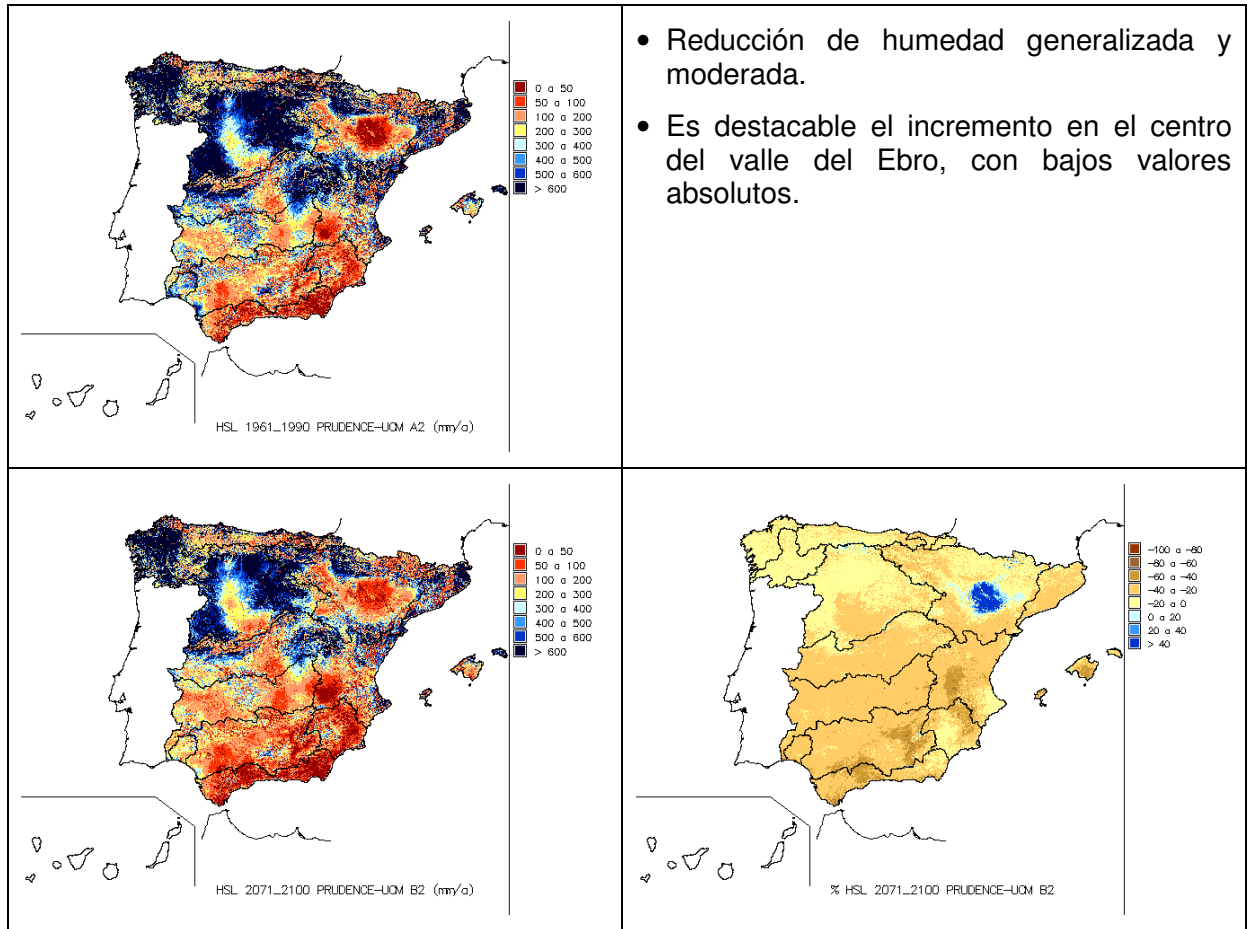 0 a 50
50 a 100
100 a 200
200 a 300
300 a 400
400 a 500
500 a 600
> 600
HSL 1961_1990 PRUDENCE-UCM A2 (mm/a)
• Reducción de humedad generalizada y
moderada.
• Es destacable el incremento en el centro
del valle del Ebro, con bajos valores
absolutos.
0 a 50
50 a 100
100 a 200
200 a 300
300 a 400
400 a 500
500 a 600
> 600
HSL 2071_2100 PRUDENCE-UCM B2 (mm/a)
-100 a -80
-80 a -60
-60 a -40
-40 a -20
-20 a 0
0 a 20
20 a 40
> 40
% HSL 2071_2100 PRUDENCE-UCM B2